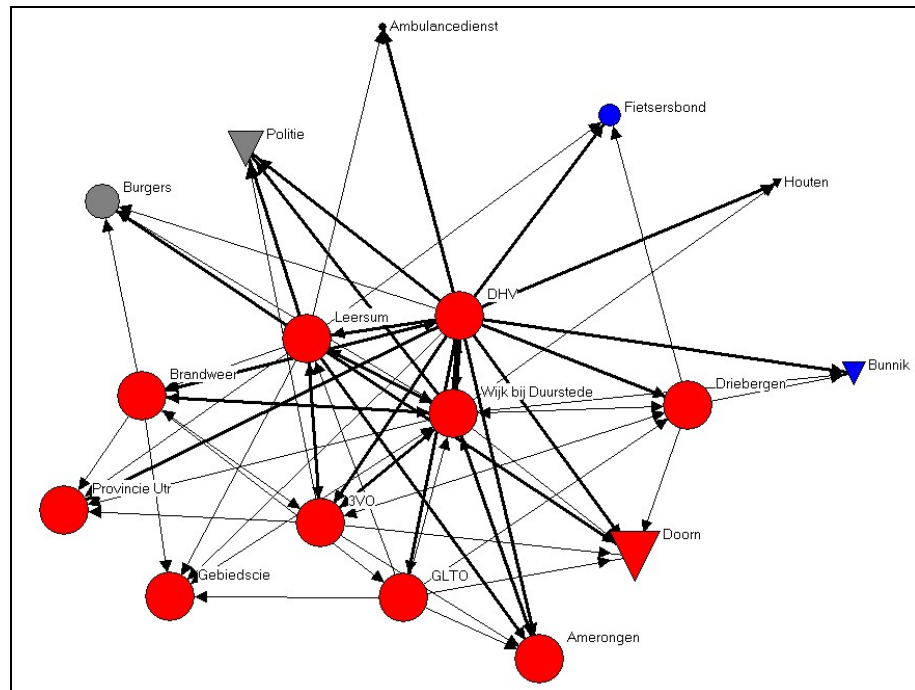 Ambulancedienst
Fietsersbond
Politie
Houten
Burgers
DHV
Leersum
Bunnik
Brandweer
Driebergen
Wijk bij Duurstede
Provincie Utr
3VO
Doorn
Gebiedscie
GLTO
Amerongen